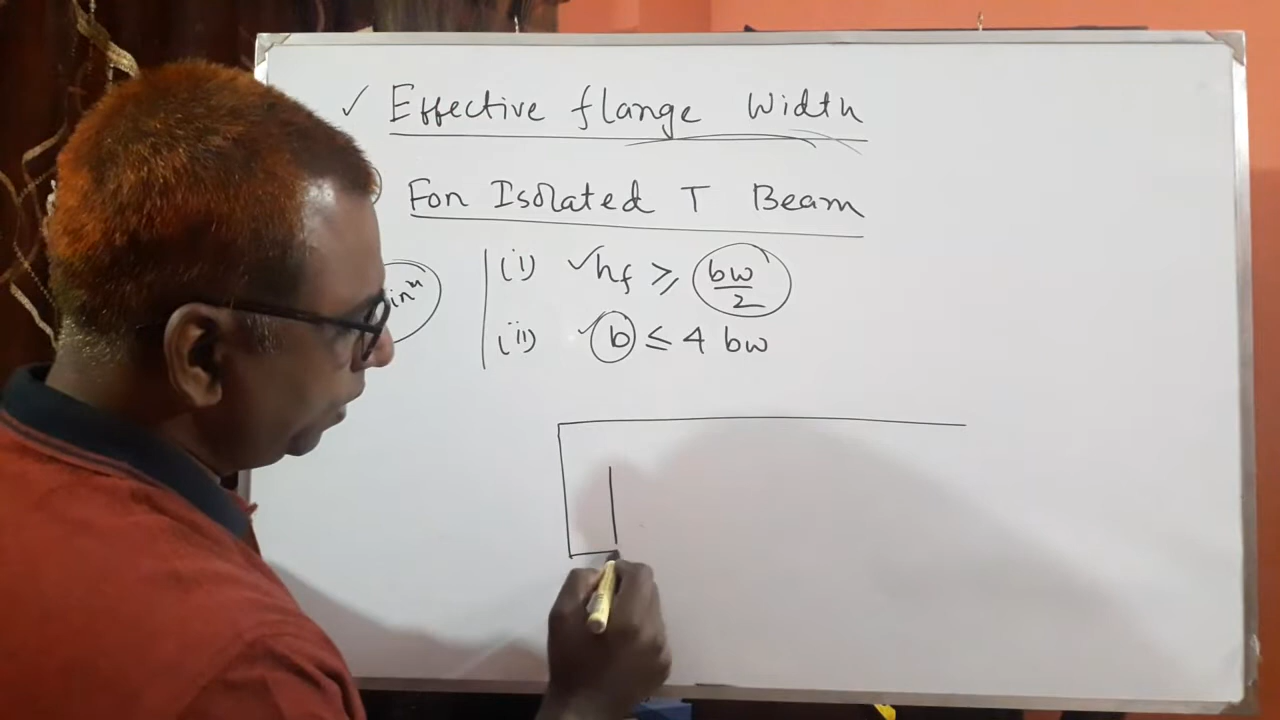 ✓ Effective flange Width
For Isolated T Beam
(i) ✓ hf ≥ bw/2
(ii) ✓ b ≤ 4 bw